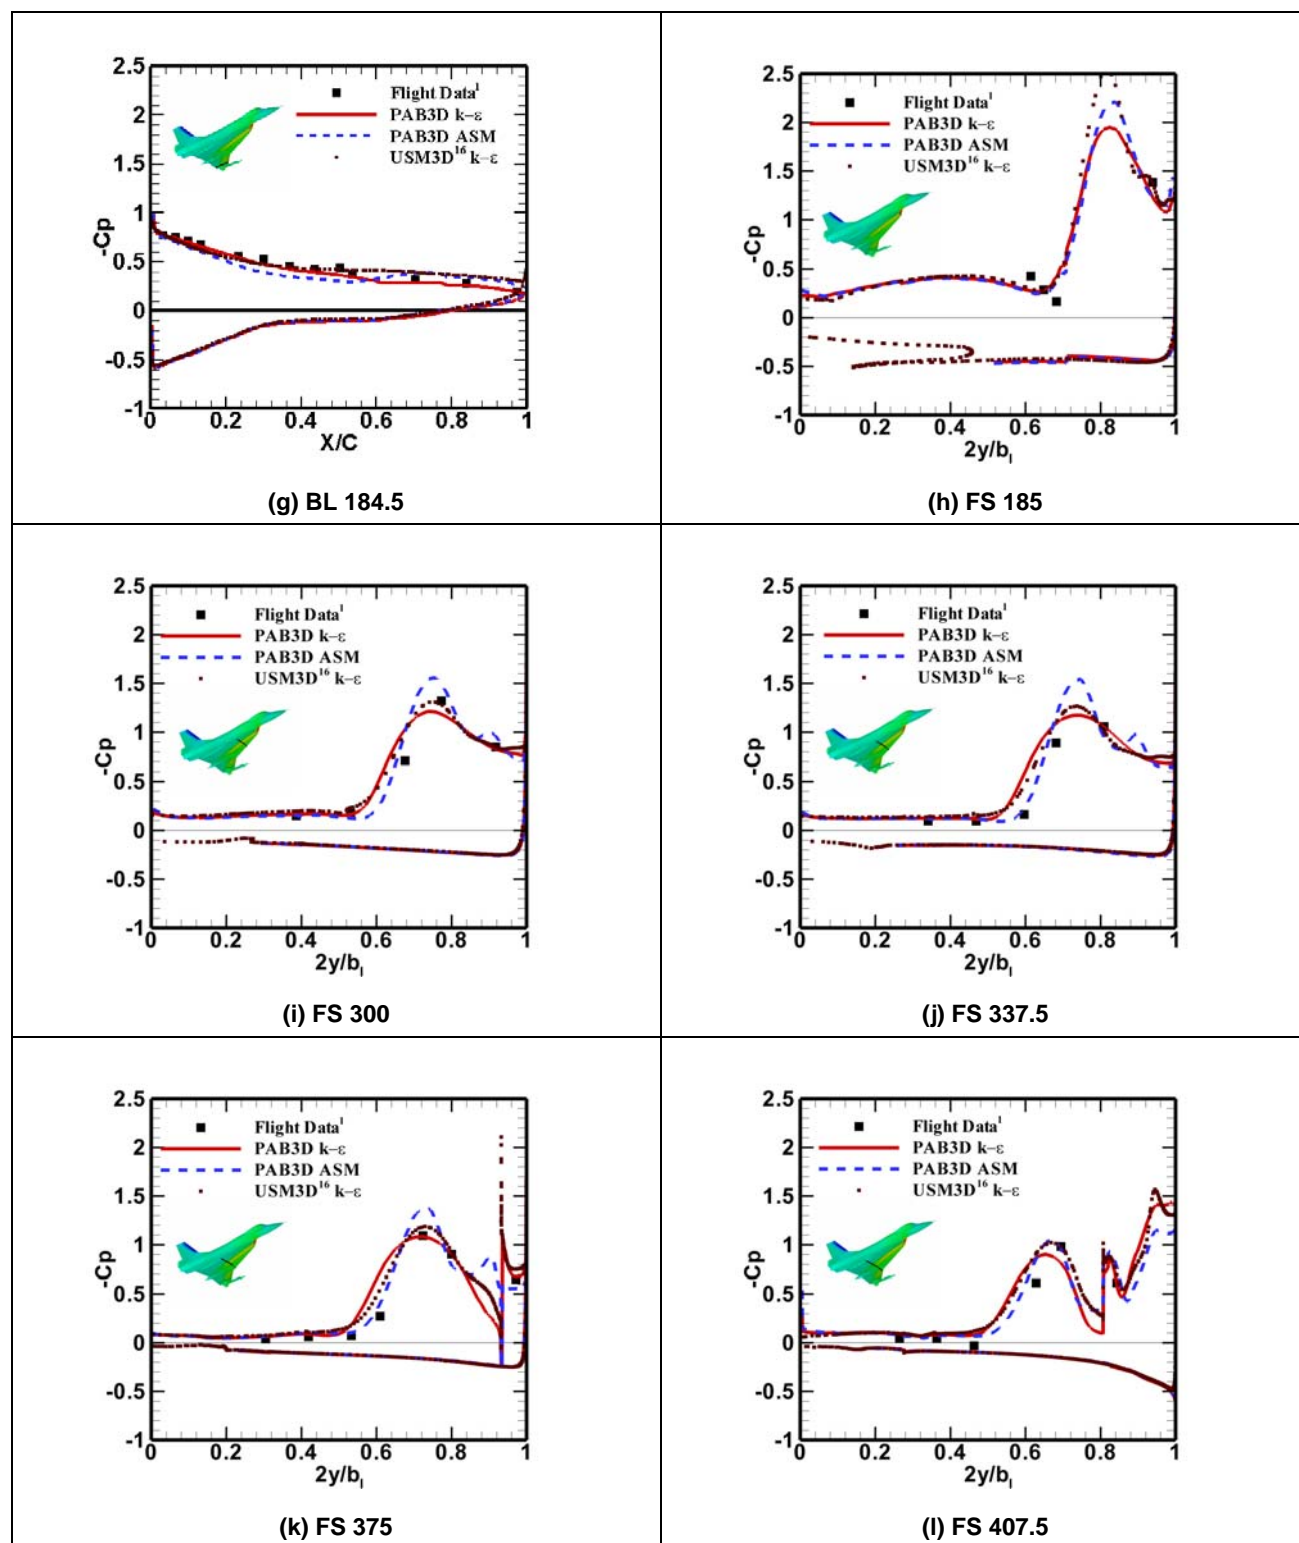 2.5
2
1.5
1
0.5
0
-0.5
-1
-Cp
Flight Data¹
PAB3D k–ε
PAB3D ASM
USM3D¹⁶ k–ε
0 0.2 0.4 0.6 0.8 1
X/C
(g) BL 184.5
2.5
2
1.5
1
0.5
0
-0.5
-1
-Cp
Flight Data¹
PAB3D k–ε
PAB3D ASM
USM3D¹⁶ k–ε
0 0.2 0.4 0.6 0.8 1
2y/bₗ
(h) FS 185
2.5
2
1.5
1
0.5
0
-0.5
-1
-Cp
Flight Data¹
PAB3D k–ε
PAB3D ASM
USM3D¹⁶ k–ε
0 0.2 0.4 0.6 0.8 1
2y/bₗ
(i) FS 300
2.5
2
1.5
1
0.5
0
-0.5
-1
-Cp
Flight Data¹
PAB3D k–ε
PAB3D ASM
USM3D¹⁶ k–ε
0 0.2 0.4 0.6 0.8 1
2y/bₗ
(j) FS 337.5
2.5
2
1.5
1
0.5
0
-0.5
-1
-Cp
Flight Data¹
PAB3D k–ε
PAB3D ASM
USM3D¹⁶ k–ε
0 0.2 0.4 0.6 0.8 1
2y/bₗ
(k) FS 375
2.5
2
1.5
1
0.5
0
-0.5
-1
-Cp
Flight Data¹
PAB3D k–ε
PAB3D ASM
USM3D¹⁶ k–ε
0 0.2 0.4 0.6 0.8 1
2y/bₗ
(l) FS 407.5